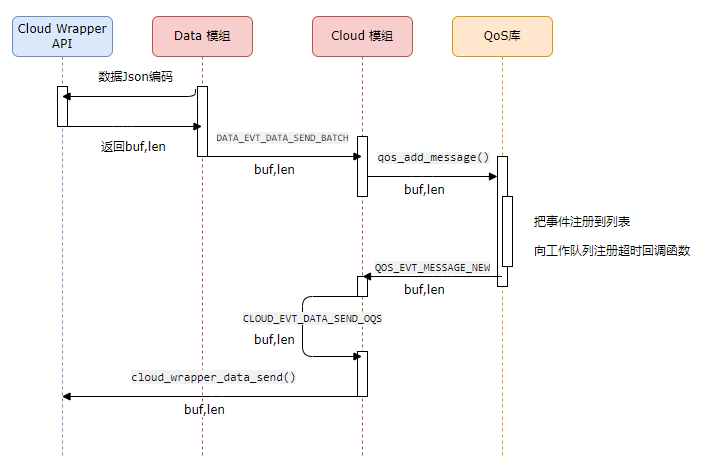 Cloud Wrapper
API
Data 模组
Cloud 模组
QoS库
数据Json编码
返回buf,len
DATA_EVT_DATA_SEND_BATCH
buf,len
qos_add_message()
buf,len
把事件注册到列表
向工作队列注册超时回调函数
QOS_EVT_MESSAGE_NEW
buf,len
CLOUD_EVT_DATA_SEND_OQS
buf,len
cloud_wrapper_data_send()
buf,len